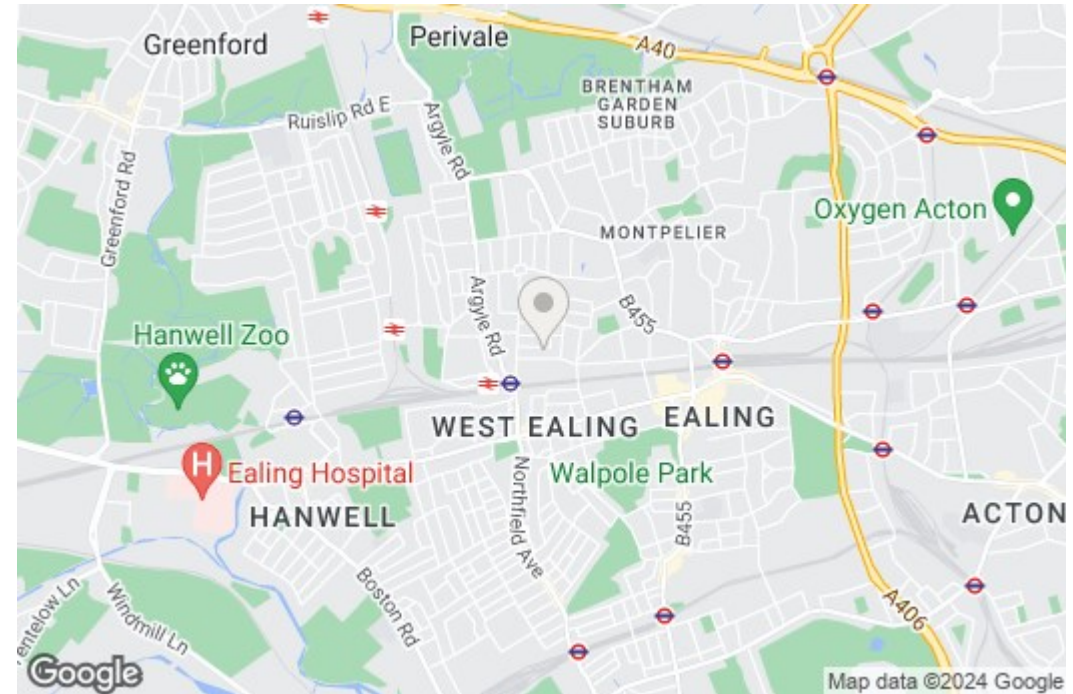 Greenford
Perivale
A40
BRENTHAM
GARDEN
SUBURB
Ruislip Rd E
Argyle Rd
Greenford Rd
Oxygen Acton
MONTPELIER
Argyle Rd
B455
Hanwell Zoo
WEST EALING
EALING
H
Ealing Hospital
Walpole Park
HANWELL
Northfield Ave
B455
ACTON
Boston Rd
A406
Windmill Ln
entelow Ln
Google
Map data ©2024 Google